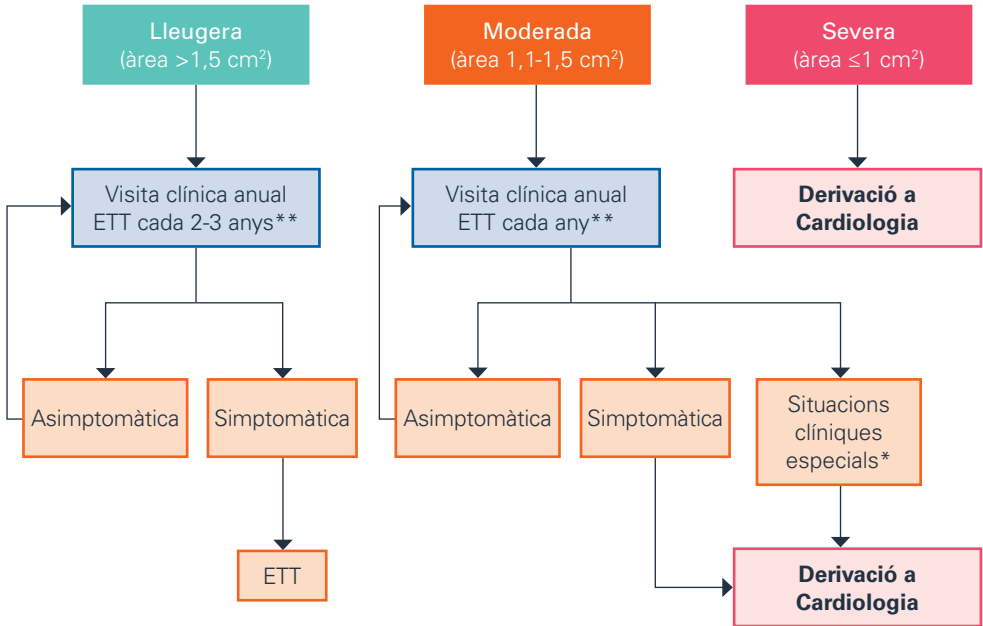 Lleugera
(àrea >1,5 cm²)
Moderada
(àrea 1,1-1,5 cm²)
Severa
(àrea ≤1 cm²)
Visita clínica anual
ETT cada 2-3 anys**
Visita clínica anual
ETT cada any**
Derivació a
Cardiologia
Asimptomàtica
Simptomàtica
Asimptomàtica
Simptomàtica
Situacions
clíniques
especials*
ETT
Derivació a
Cardiologia